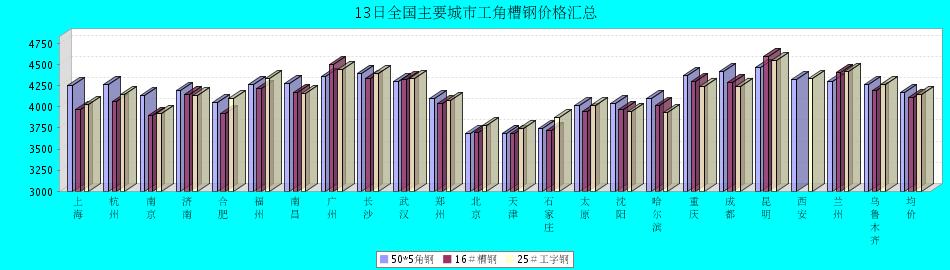 13日全国主要城市工角槽钢价格汇总
4750
4500
4250
4000
3750
3500
3250
3000
上海
杭州
南京
济南
合肥
福州
南昌
广州
长沙
武汉
郑州
北京
天津
石家庄
太原
沈阳
哈尔滨
重庆
成都
昆明
西安
兰州
乌鲁木齐
均价
50*5角钢
16#槽钢
25#工字钢